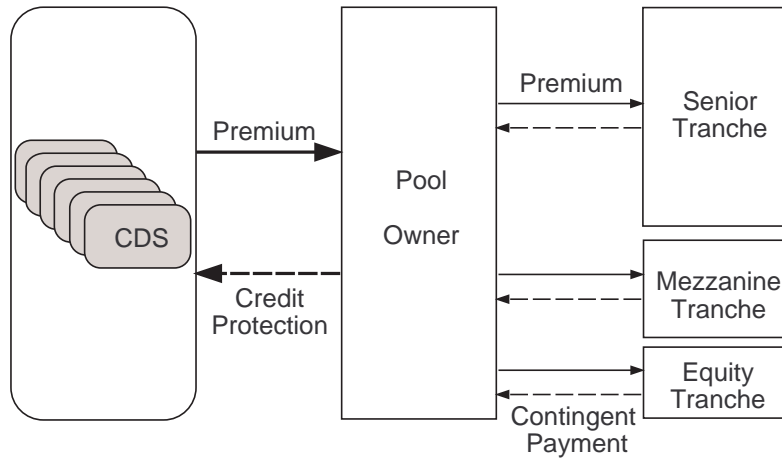 CDS
Premium
Credit
Protection
Pool
Owner
Premium
Senior
Tranche
Mezzanine
Tranche
Equity
Tranche
Contingent
Payment